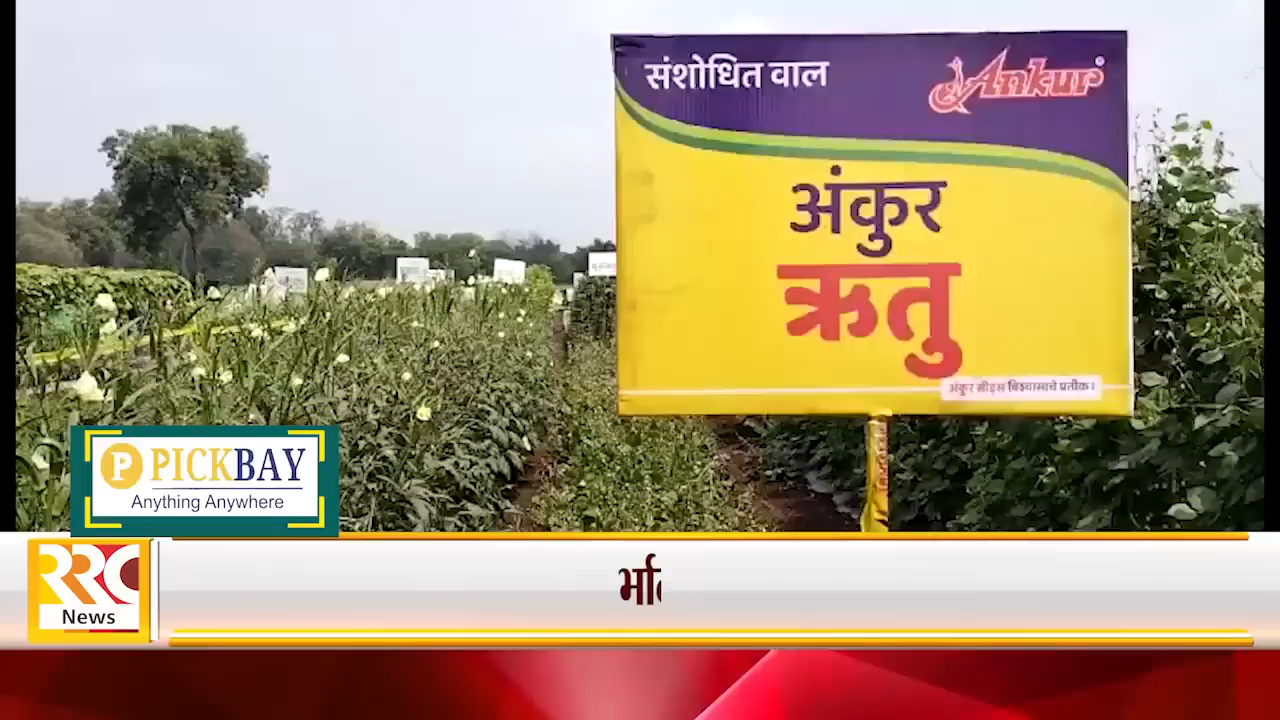 संशोधित वाल
Ankur
अंकुर
ऋतु
अंकुर सीड्स विश्वासाचे प्रतीक।
PICKBAY
Anything Anywhere
RRC
News